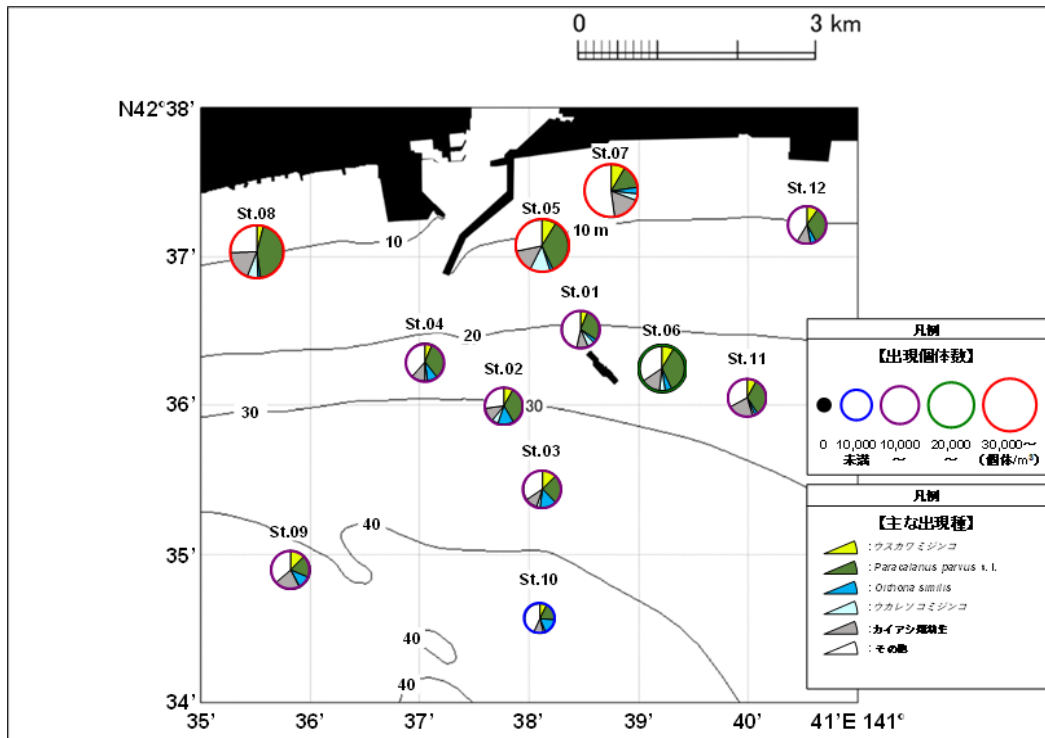 0 3 km
N42°38'
St.07
St.12
St.08
St.05
10 m
10
37'
St.01
St.04
20
St.06
St.11
St.02
36'
30
30
St.03
40
St.09
35'
St.10
40
40
34'
35' 36' 37' 38' 39' 40' 41'E 141°
凡例
【出現個体数】
0 10,000 10,000 20,000 30,000～
未満 ～ ～ (個体/m³)
凡例
【主な出現種】
：ウスカワミジンコ
：Paracalanus parvus s. l.
：Oithona similis
：ウカレソコミジンコ
：カイアシ類幼生
：その他